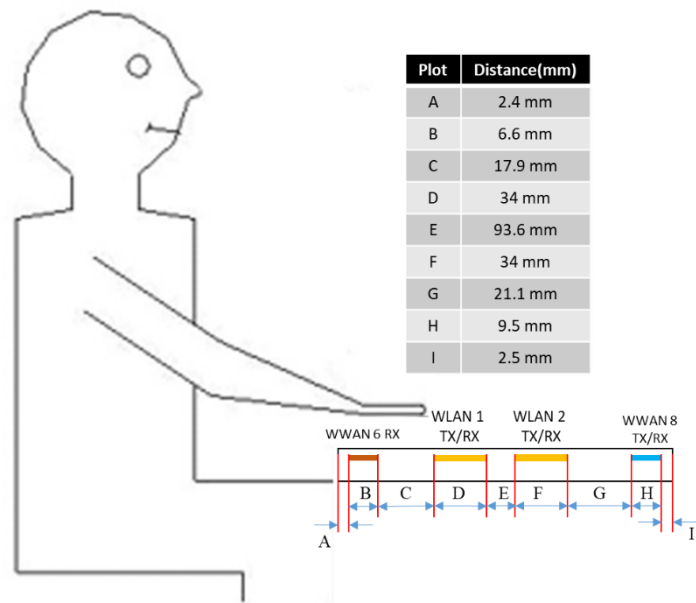 Plot Distance(mm)
A 2.4 mm
B 6.6 mm
C 17.9 mm
D 34 mm
E 93.6 mm
F 34 mm
G 21.1 mm
H 9.5 mm
I 2.5 mm
WWAN 6 RX
WLAN 1
TX/RX
WLAN 2
TX/RX
WWAN 8
TX/RX
B C D E F G H
A I